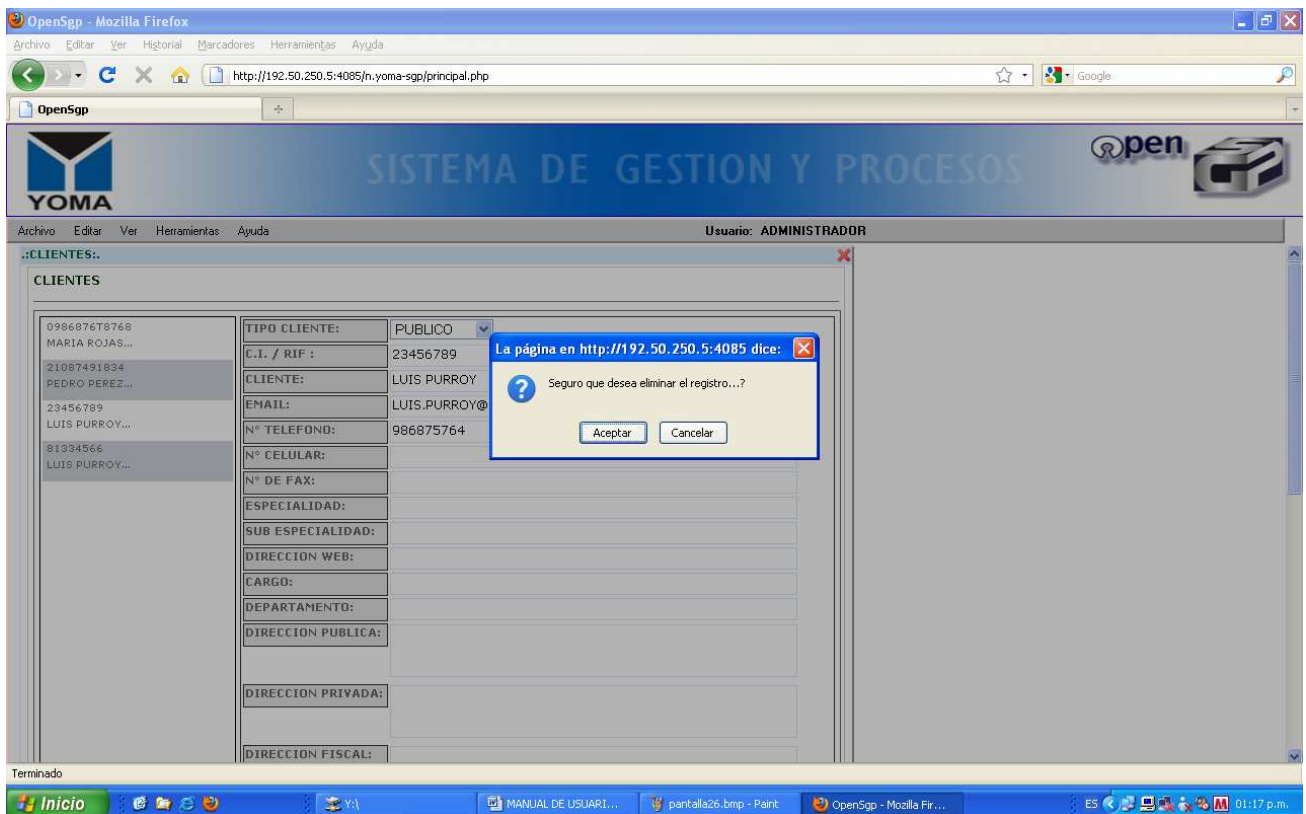 OpenSgp - Mozilla Firefox
Archivo Editar Ver Historial Marcadores Herramientas Ayuda
http://192.50.250.5:4085/n.yoma-sgp/principal.php
Google
OpenSgp
YOMA
SISTEMA DE GESTION Y PROCESOS
Open
Archivo Editar Ver Herramientas Ayuda Usuario: ADMINISTRADOR
.:CLIENTES:.
CLIENTES
0986876T8768
MARIA ROJAS...
21087491834
PEDRO PEREZ...
23456789
LUIS PURROY...
81334566
LUIS PURROY...
TIPO CLIENTE: PUBLICO
C.I. / RIF : 23456789
CLIENTE: LUIS PURROY
EMAIL: LUIS.PURROY@
N° TELEFONO: 986875764
N° CELULAR:
N° DE FAX:
ESPECIALIDAD:
SUB ESPECIALIDAD:
DIRECCION WEB:
CARGO:
DEPARTAMENTO:
DIRECCION PUBLICA:
DIRECCION PRIVADA:
DIRECCION FISCAL:
La página en http://192.50.250.5:4085 dice:
Seguro que desea eliminar el registro...?
Aceptar Cancelar
Terminado
Inicio Y:\ MANUAL DE USUARI... pantalla26.bmp - Paint OpenSgp - Mozilla Fir... ES 01:17 p.m.